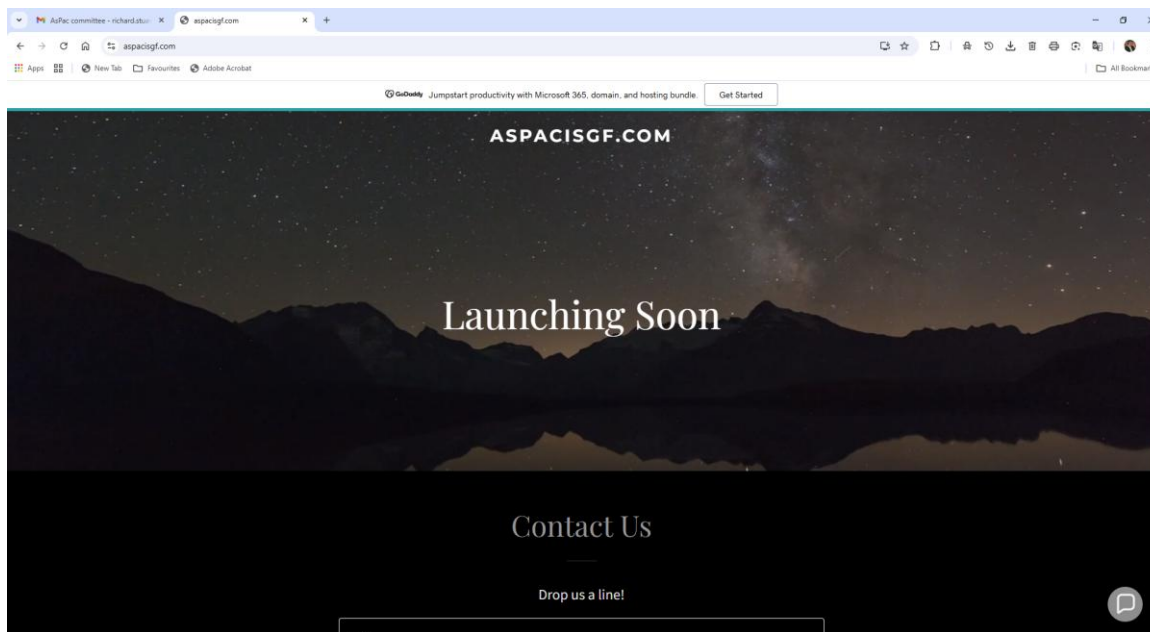 AsPac committee - richard.stu
aspacisgf.com
aspacisgf.com
Apps
New Tab
Favourites
Adobe Acrobat
All Bookmar
GoDaddy Jumpstart productivity with Microsoft 365, domain, and hosting bundle. Get Started
ASPACISGF.COM
Launching Soon
Contact Us
Drop us a line!